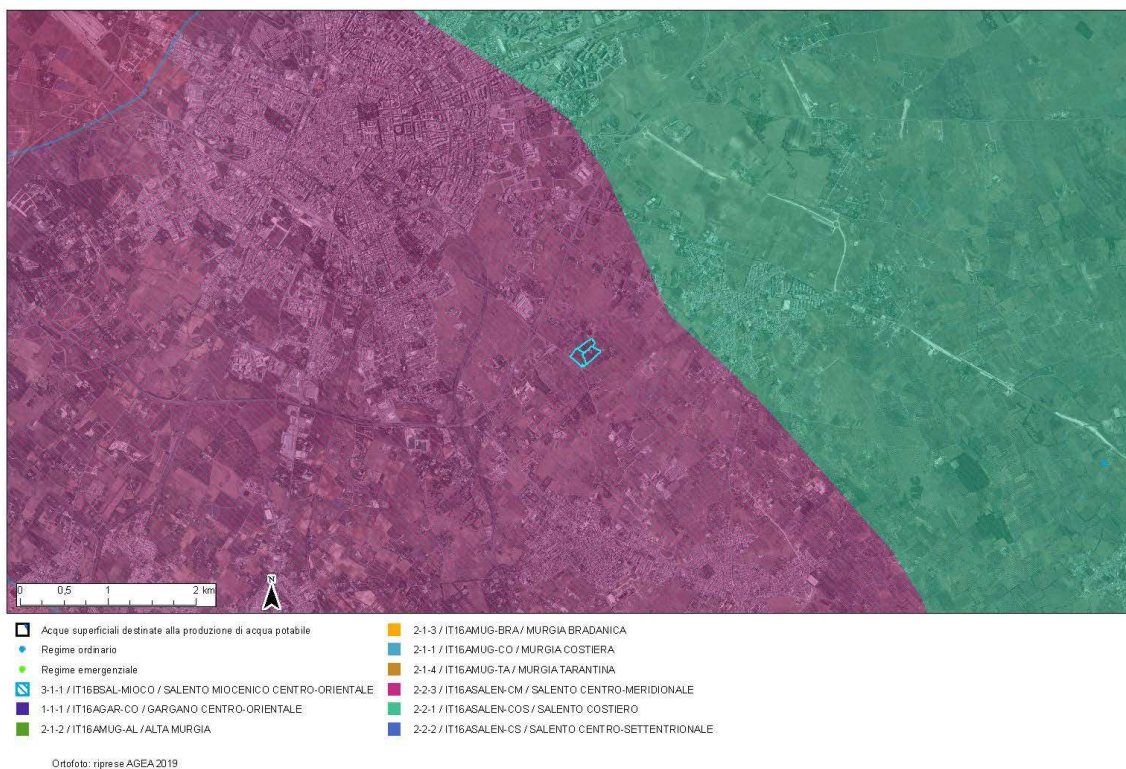 N
0 0,5 1 2 km
Acque superficiali destinate alla produzione di acqua potabile
Regime ordinario
Regime emergenziale
3-1-1 / IT16BSAL-MIOCO / SALENTO MIOCENICO CENTRO-ORIENTALE
1-1-1 / IT16AGAR-CO / GARGANO CENTRO-ORIENTALE
2-1-2 / IT16AMUG-AL / ALTA MURGIA
2-1-3 / IT16AMUG-BRA / MURGIA BRADANICA
2-1-1 / IT16AMUG-CO / MURGIA COSTIERA
2-1-4 / IT16AMUG-TA / MURGIA TARANTINA
2-2-3 / IT16ASALEN-CM / SALENTO CENTRO-MERIDIONALE
2-2-1 / IT16ASALEN-COS / SALENTO COSTIERO
2-2-2 / IT16ASALEN-CS / SALENTO CENTRO-SETTENTRIONALE
Ortofoto: riprese AGEA 2019